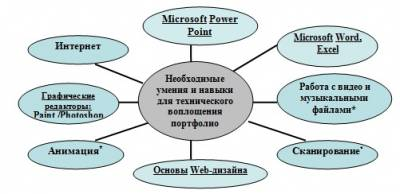 Microsoft Power
Point
Интернет
Microsoft Word,
Excel
Необходимые
умения и навыки
для технического
воплощения
портфолио
Графические
редакторы:
Paint /Photoshop
Работа с видео и
музыкальными
файлами*
Анимация*
Сканирование*
Основы Web-дизайна